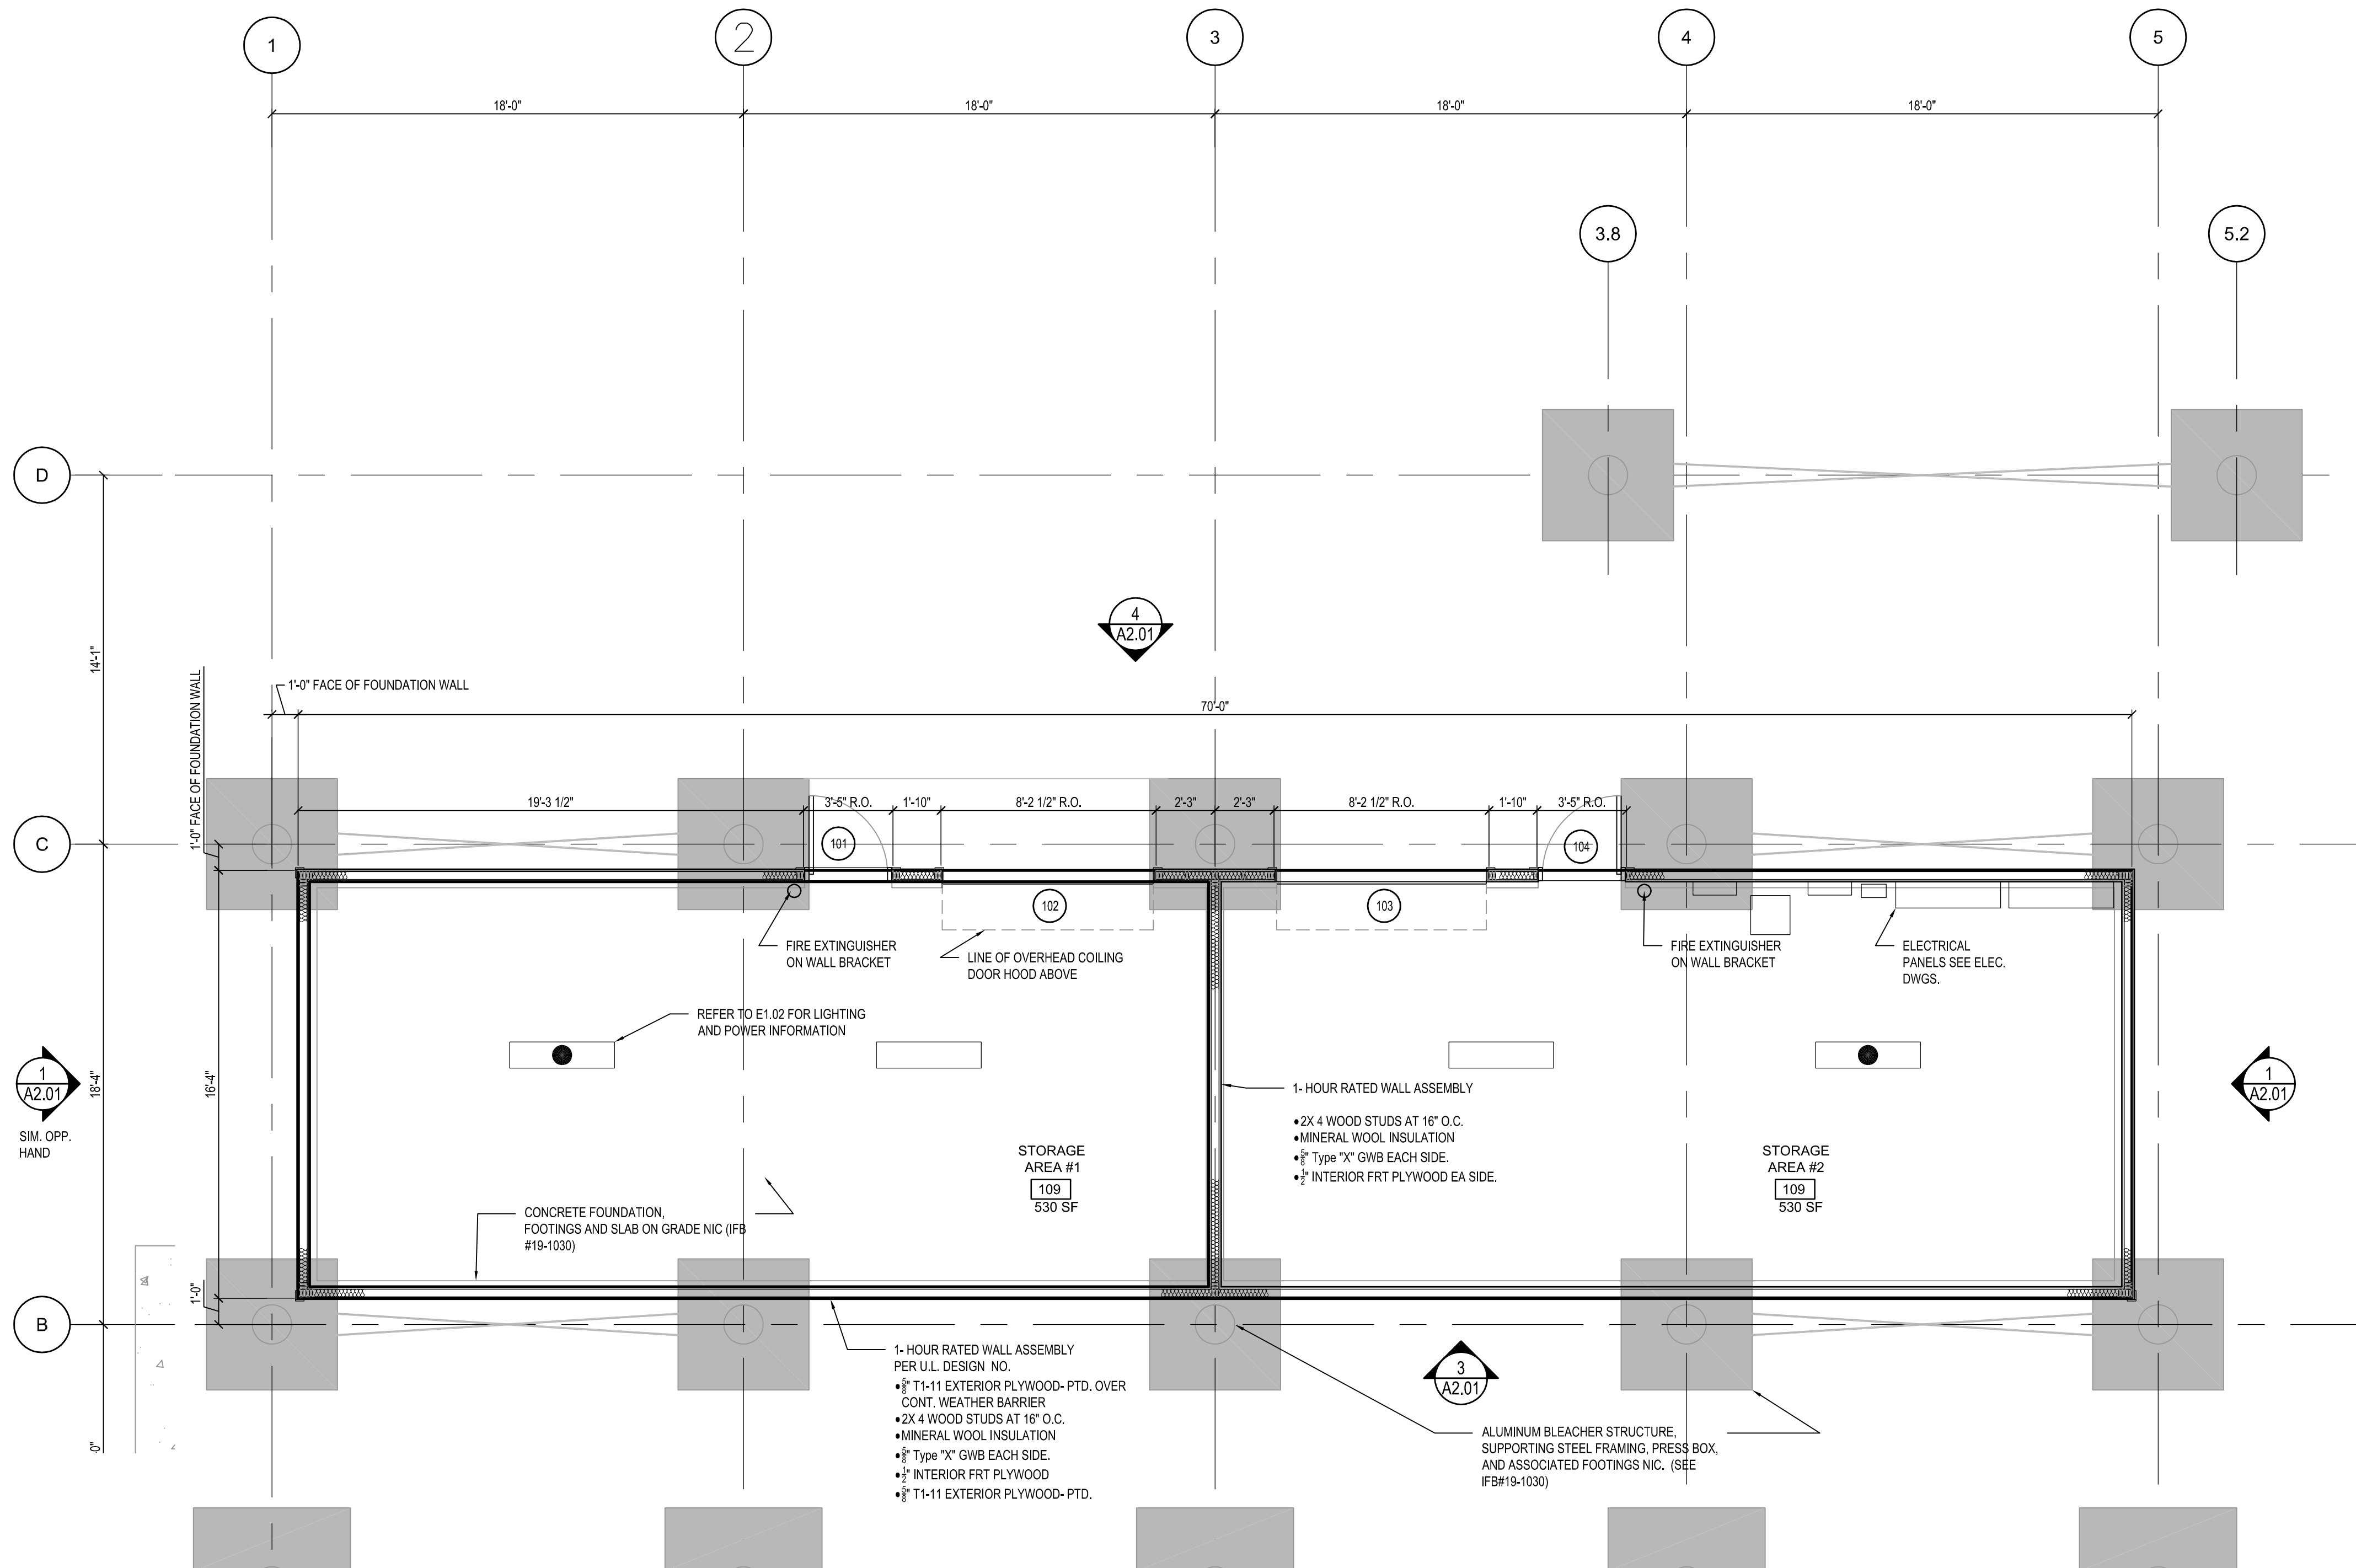 1
2
3
4
5
18'-0"
18'-0"
18'-0"
18'-0"
3.8
5.2
D
14'-1"
4
A2.01
1'-0" FACE OF FOUNDATION WALL
1'-0" FACE OF FOUNDATION WALL
70'-0"
19'-3 1/2"
3'-5" R.O.
1'-10"
8'-2 1/2" R.O.
2'-3"
2'-3"
8'-2 1/2" R.O.
1'-10"
3'-5" R.O.
C
101
104
102
103
FIRE EXTINGUISHER
ON WALL BRACKET
LINE OF OVERHEAD COILING
DOOR HOOD ABOVE
FIRE EXTINGUISHER
ON WALL BRACKET
ELECTRICAL
PANELS SEE ELEC.
DWGS.
REFER TO E1.02 FOR LIGHTING
AND POWER INFORMATION
1
A2.01
SIM. OPP.
HAND
18'-4"
16'-4"
1- HOUR RATED WALL ASSEMBLY
•2X 4 WOOD STUDS AT 16" O.C.
•MINERAL WOOL INSULATION
•5/8" Type "X" GWB EACH SIDE.
•1/2" INTERIOR FRT PLYWOOD EA SIDE.
1
A2.01
STORAGE
AREA #1
109
530 SF
STORAGE
AREA #2
109
530 SF
CONCRETE FOUNDATION,
FOOTINGS AND SLAB ON GRADE NIC (IFB
#19-1030)
1'-0"
B
1- HOUR RATED WALL ASSEMBLY
PER U.L. DESIGN NO.
•5/8" T1-11 EXTERIOR PLYWOOD- PTD. OVER
CONT. WEATHER BARRIER
•2X 4 WOOD STUDS AT 16" O.C.
•MINERAL WOOL INSULATION
•5/8" Type "X" GWB EACH SIDE.
•1/2" INTERIOR FRT PLYWOOD
•5/8" T1-11 EXTERIOR PLYWOOD- PTD.
3
A2.01
ALUMINUM BLEACHER STRUCTURE,
SUPPORTING STEEL FRAMING, PRESS BOX,
AND ASSOCIATED FOOTINGS NIC. (SEE
IFB#19-1030)
0"